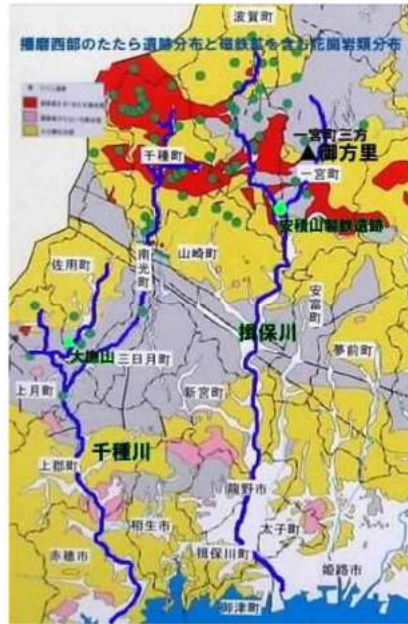 波賀町
播磨西部のたたら遺跡分布と磁鉄鉱を含む花崗岩類分布
一宮町三方
▲御方里
千種町
一宮町
安積山製鉄遺跡
山崎町
南光町
佐用町
安富町
揖保川
夢前町
大撫山
三日月町
上月町
新宮町
千種川
上郡町
龍野市
相生市
太子町
赤穂市
揖保川町
姫路市
御津町